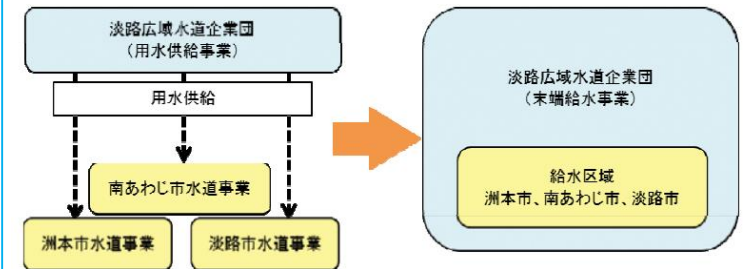 淡路広域水道企業団
(用水供給事業)
用水供給
南あわじ市水道事業
洲本市水道事業
淡路市水道事業
淡路広域水道企業団
(末端給水事業)
給水区域
洲本市、南あわじ市、淡路市